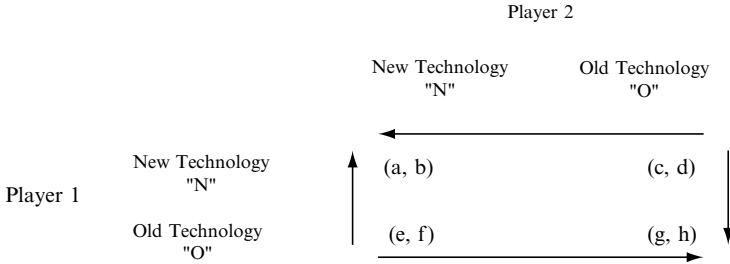 Player 2
New Technology Old Technology
"N" "O"
New Technology (a, b) (c, d)
"N"
Player 1
Old Technology (e, f) (g, h)
"O"